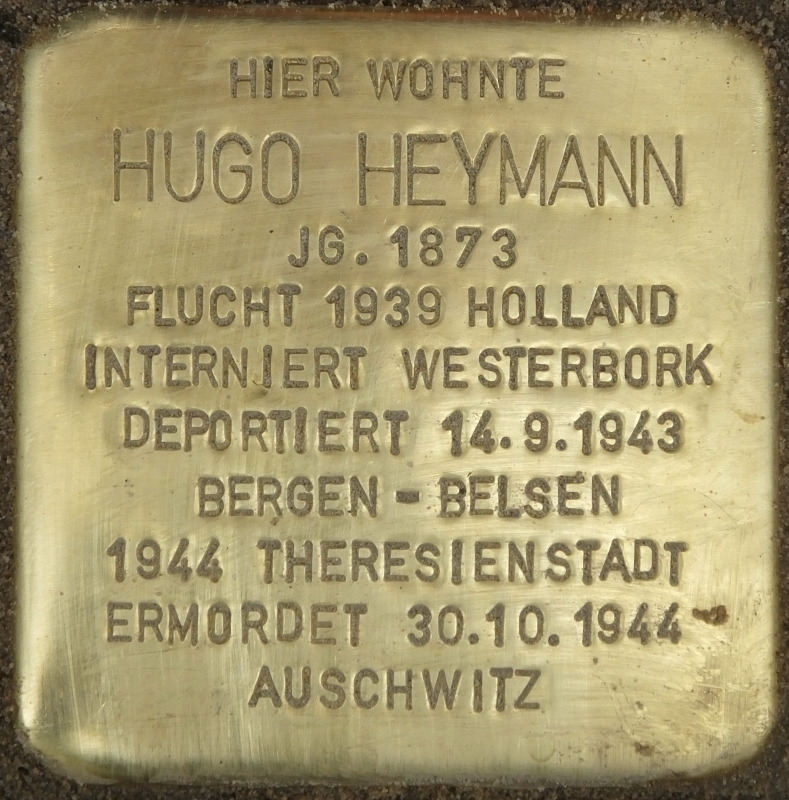 HIER WOHNTE
HUGO HEYMANN
JG. 1873
FLUCHT 1939 HOLLAND
INTERNIERT WESTERBORK
DEPORTIERT 14.9.1943
BERGEN-BELSEN
1944 THERESIENSTADT
ERMORDET 30.10.1944
AUSCHWITZ